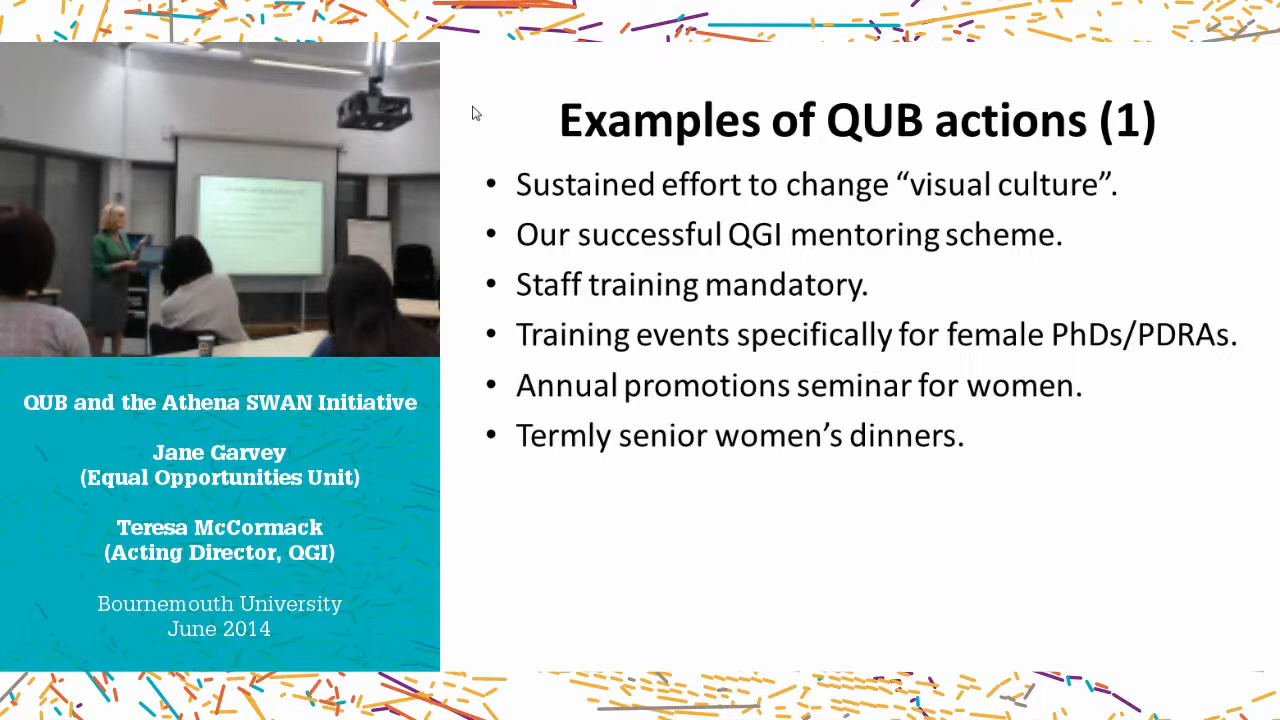 Examples of QUB actions (1)
• Sustained effort to change “visual culture”.
• Our successful QGI mentoring scheme.
• Staff training mandatory.
• Training events specifically for female PhDs/PDRAs.
• Annual promotions seminar for women.
• Termly senior women’s dinners.
QUB and the Athena SWAN Initiative
Jane Garvey
(Equal Opportunities Unit)
Teresa McCormack
(Acting Director, QGI)
Bournemouth University
June 2014